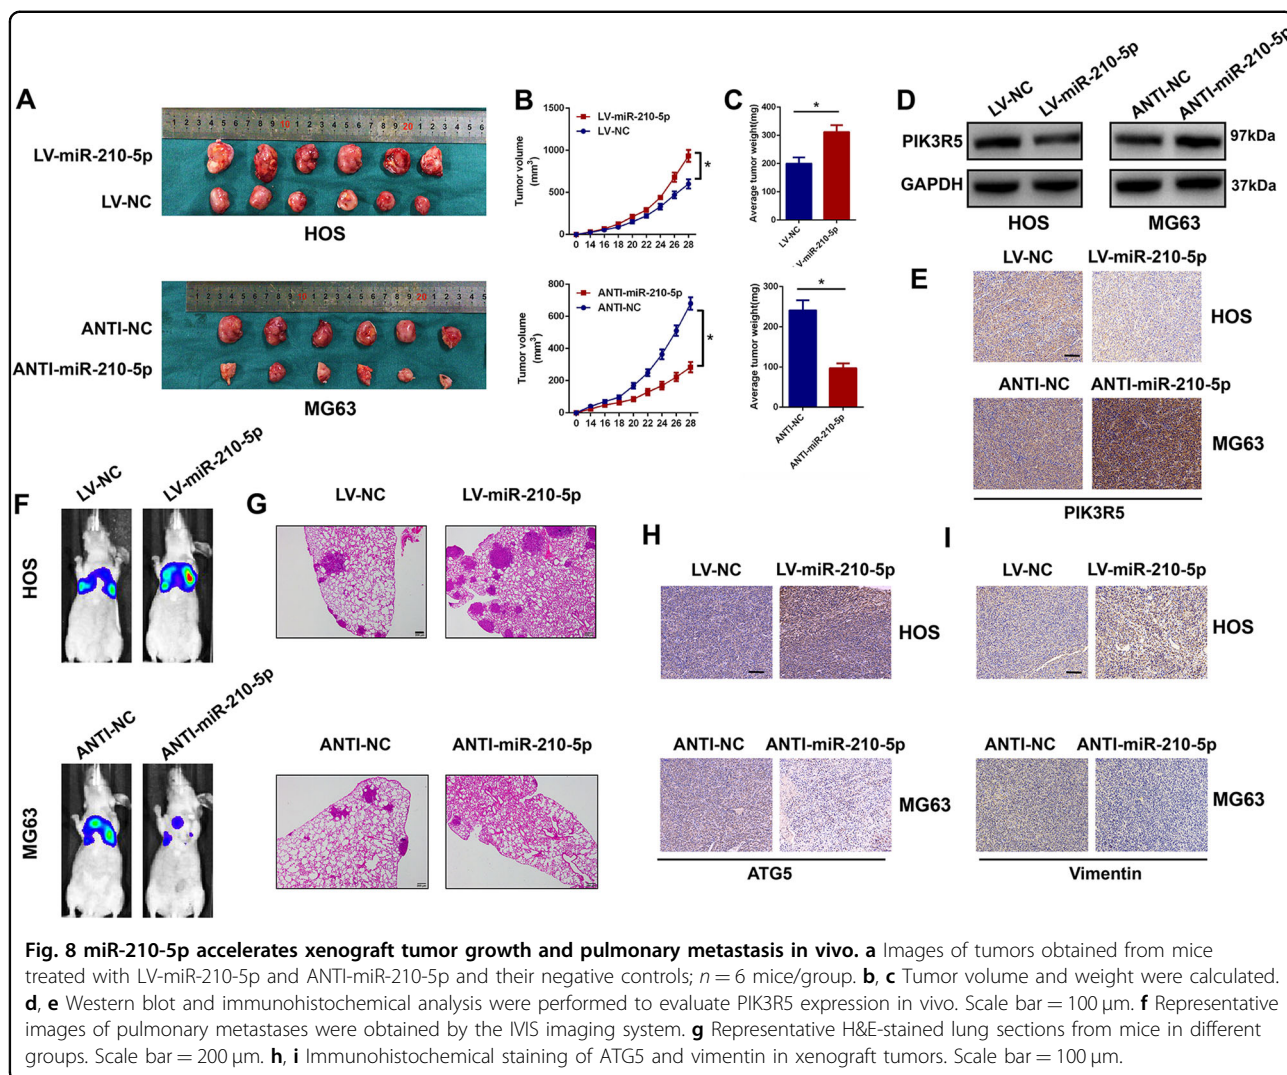 A
LV-miR-210-5p
LV-NC
HOS
ANTI-NC
ANTI-miR-210-5p
MG63
B
Tumor volume
(mm³)
1500
1000
500
0
LV-miR-210-5p
LV-NC
*
0 14 16 18 20 22 24 26 28
Tumor volume
(mm³)
800
600
400
200
0
ANTI-miR-210-5p
ANTI-NC
*
0 14 16 18 20 22 24 26 28
C
Average tumor weight(mg)
400
300
200
100
0
*
LV-NC
LV-miR-210-5p
Average tumor weight(mg)
300
200
100
0
*
ANTI-NC
ANTI-miR-210-5p
D
LV-NC
LV-miR-210-5p
ANTI-NC
ANTI-miR-210-5p
PIK3R5
97kDa
GAPDH
37kDa
HOS
MG63
E
LV-NC
LV-miR-210-5p
HOS
ANTI-NC
ANTI-miR-210-5p
MG63
PIK3R5
F
LV-NC
LV-miR-210-5p
HOS
ANTI-NC
ANTI-miR-210-5p
MG63
G
LV-NC
LV-miR-210-5p
ANTI-NC
ANTI-miR-210-5p
H
LV-NC
LV-miR-210-5p
HOS
ANTI-NC
ANTI-miR-210-5p
MG63
ATG5
I
LV-NC
LV-miR-210-5p
HOS
ANTI-NC
ANTI-miR-210-5p
MG63
Vimentin
Fig. 8 miR-210-5p accelerates xenograft tumor growth and pulmonary metastasis in vivo. a Images of tumors obtained from mice
treated with LV-miR-210-5p and ANTI-miR-210-5p and their negative controls; n = 6 mice/group. b, c Tumor volume and weight were calculated.
d, e Western blot and immunohistochemical analysis were performed to evaluate PIK3R5 expression in vivo. Scale bar = 100 μm. f Representative
images of pulmonary metastases were obtained by the IVIS imaging system. g Representative H&E-stained lung sections from mice in different
groups. Scale bar = 200 μm. h, i Immunohistochemical staining of ATG5 and vimentin in xenograft tumors. Scale bar = 100 μm.